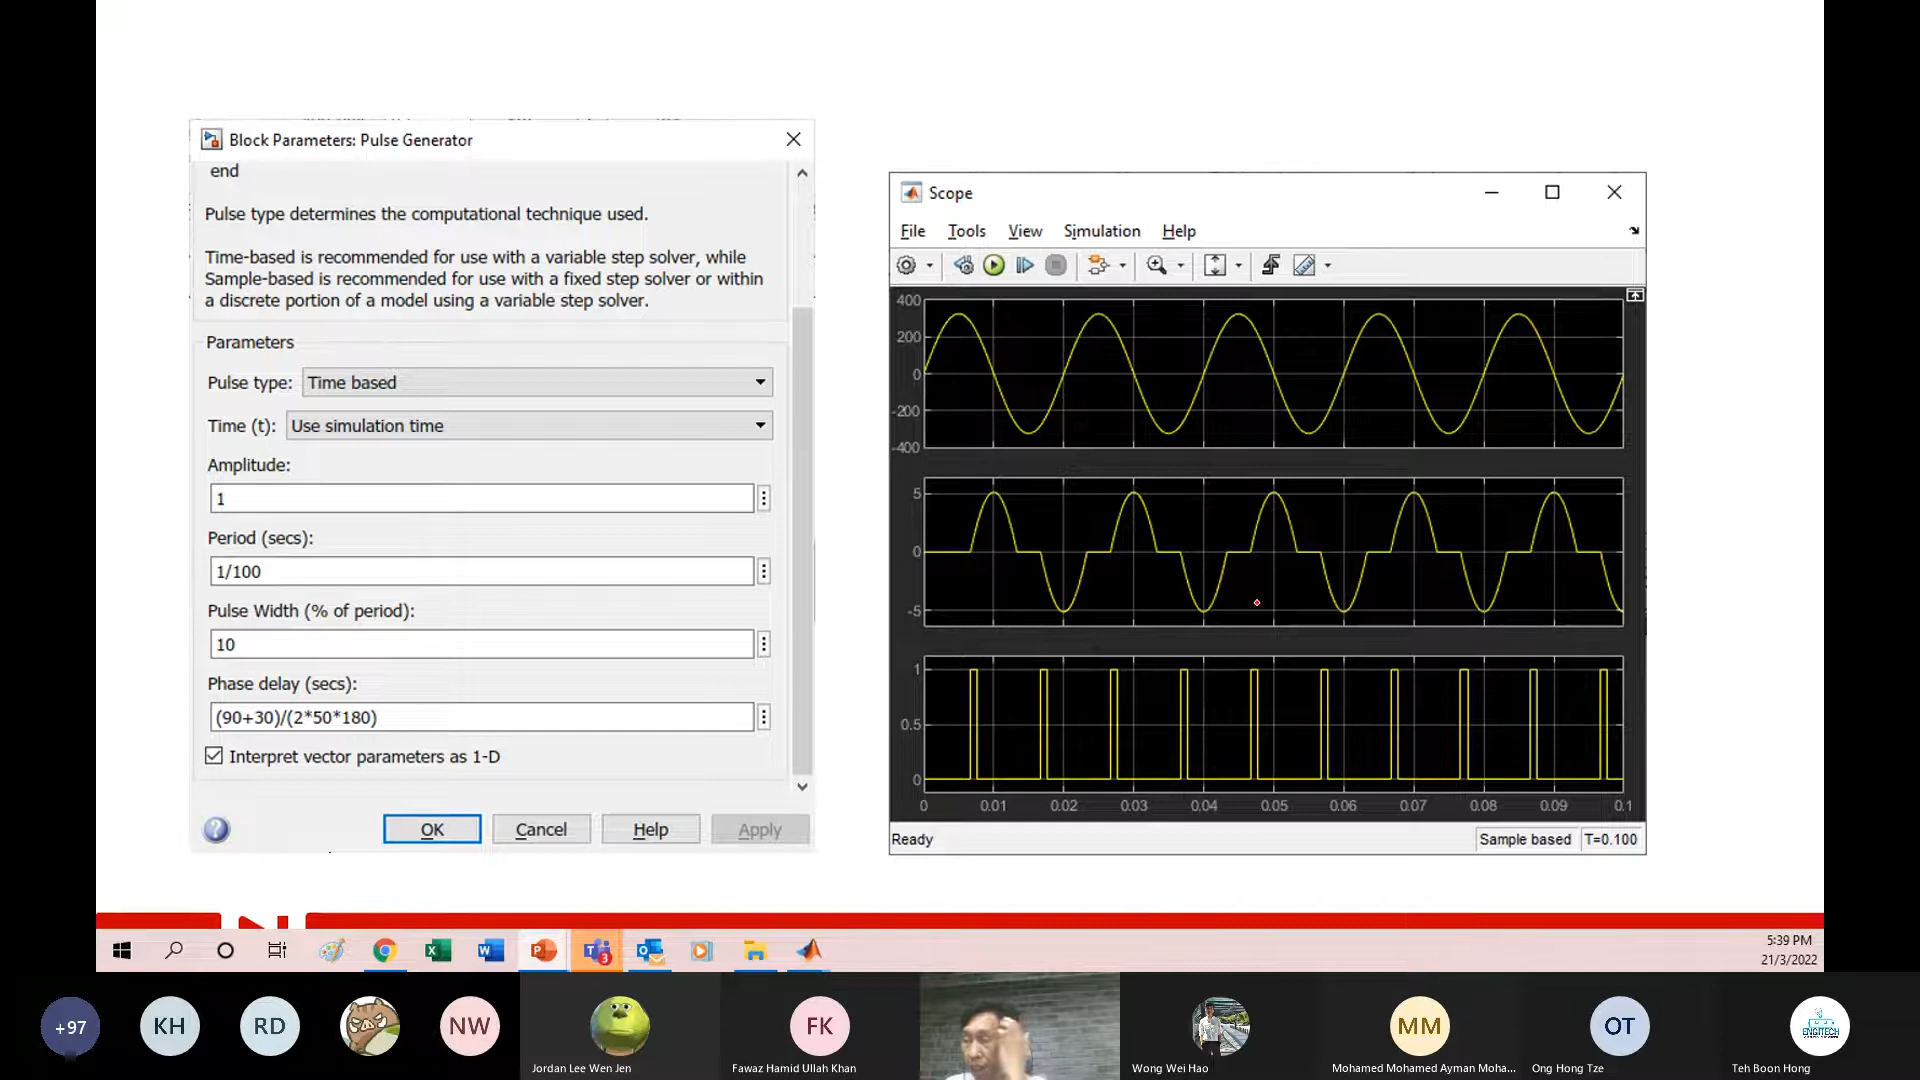 Block Parameters: Pulse Generator
end
Pulse type determines the computational technique used.
Time-based is recommended for use with a variable step solver, while
Sample-based is recommended for use with a fixed step solver or within
a discrete portion of a model using a variable step solver.
Parameters
Pulse type: Time based
Time (t): Use simulation time
Amplitude:
1
Period (secs):
1/100
Pulse Width (% of period):
10
Phase delay (secs):
(90+30)/(2*50*180)
Interpret vector parameters as 1-D
OK Cancel Help Apply
Scope
File Tools View Simulation Help
400
200
0
-200
-400
5
0
-5
1
0.5
0
0 0.01 0.02 0.03 0.04 0.05 0.06 0.07 0.08 0.09 0.1
Ready Sample based T=0.100
5:39 PM
21/3/2022
3
+97 KH RD NW FK MM OT ENGITECH
Jordan Lee Wen Jen Fawaz Hamid Ullah Khan Wong Wei Hao Mohamed Mohamed Ayman Moha... Ong Hong Tze Teh Boon Hong